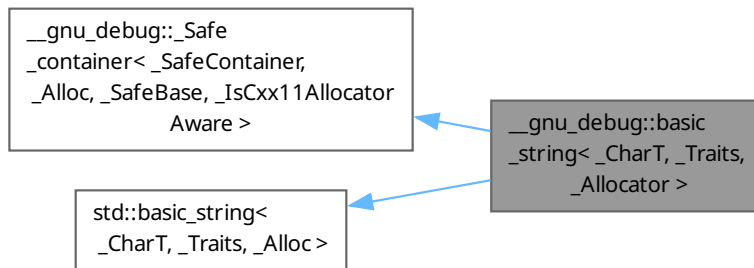 __gnu_debug::_Safe
_container< _SafeContainer,
_Alloc, _SafeBase, _IsCxx11Allocator
Aware >
__gnu_debug::basic
_string< _CharT, _Traits,
_Allocator >
std::basic_string<
_CharT, _Traits, _Alloc >